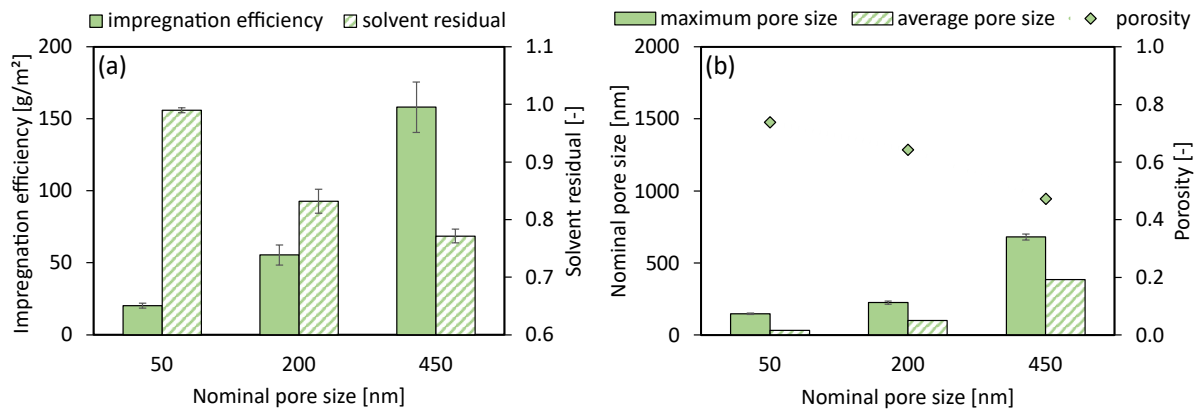 impregnation efficiency solvent residual
(a)
200
150
100
50
0
Impregnation efficiency [g/m²]
1.1
1.0
0.9
0.8
0.7
0.6
Solvent residual [-]
50 200 450
Nominal pore size [nm]
maximum pore size average pore size porosity
(b)
2000
1500
1000
500
0
Nominal pore size [nm]
1.0
0.8
0.6
0.4
0.2
0.0
Porosity [-]
50 200 450
Nominal pore size [nm]